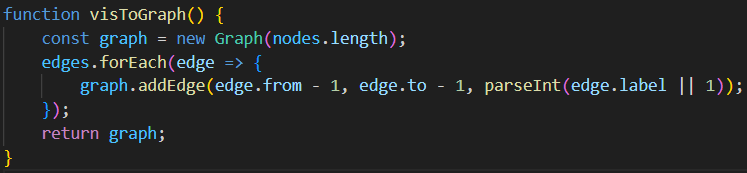 function visToGraph() {
    const graph = new Graph(nodes.length);
    edges.forEach(edge => {
        graph.addEdge(edge.from - 1, edge.to - 1, parseInt(edge.label || 1));
    });
    return graph;
}